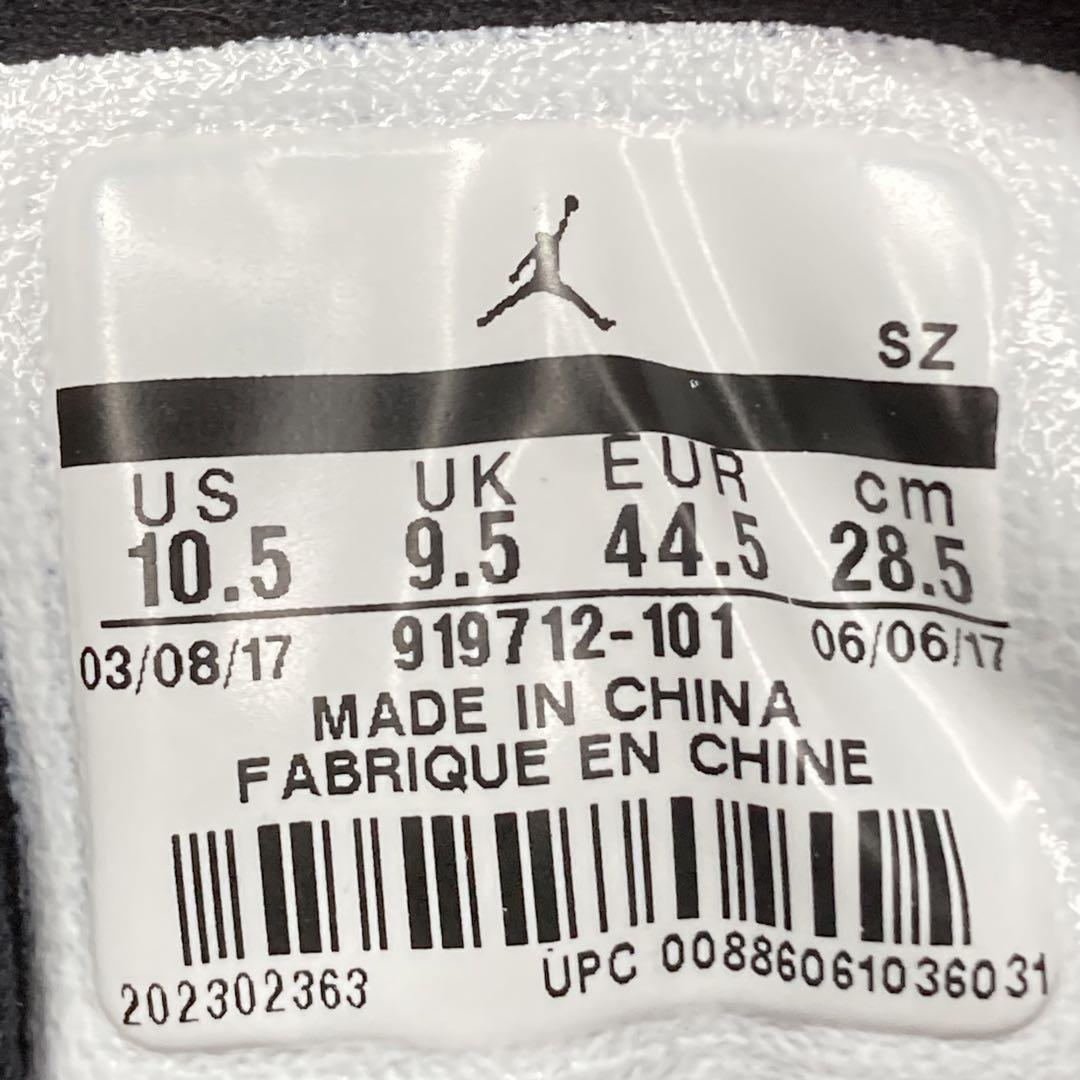 SZ
US UK EUR cm
10.5 9.5 44.5 28.5
03/08/17 919712-101 06/06/17
MADE IN CHINA
FABRIQUE EN CHINE
202302363 UPC 00886061036031